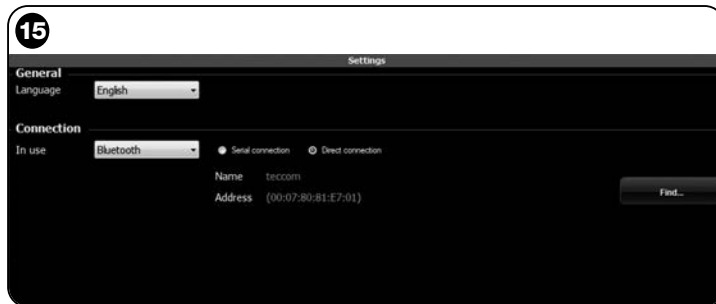 15
Settings
General
Language English
Connection
In use Bluetooth Serial connection Direct connection
Name teccom
Address (00:07:80:81:E7:01)
Find...